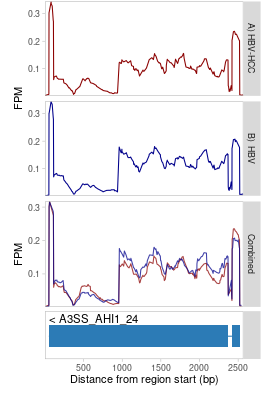 0.3
0.2
0.1
A) HBV-HCC
0.3
0.2
0.1
B) HBV
FPM
FPM
0.3
0.2
0.1
Combined
FPM
< A3SS_AHI1_24
500 1000 1500 2000 2500
Distance from region start (bp)